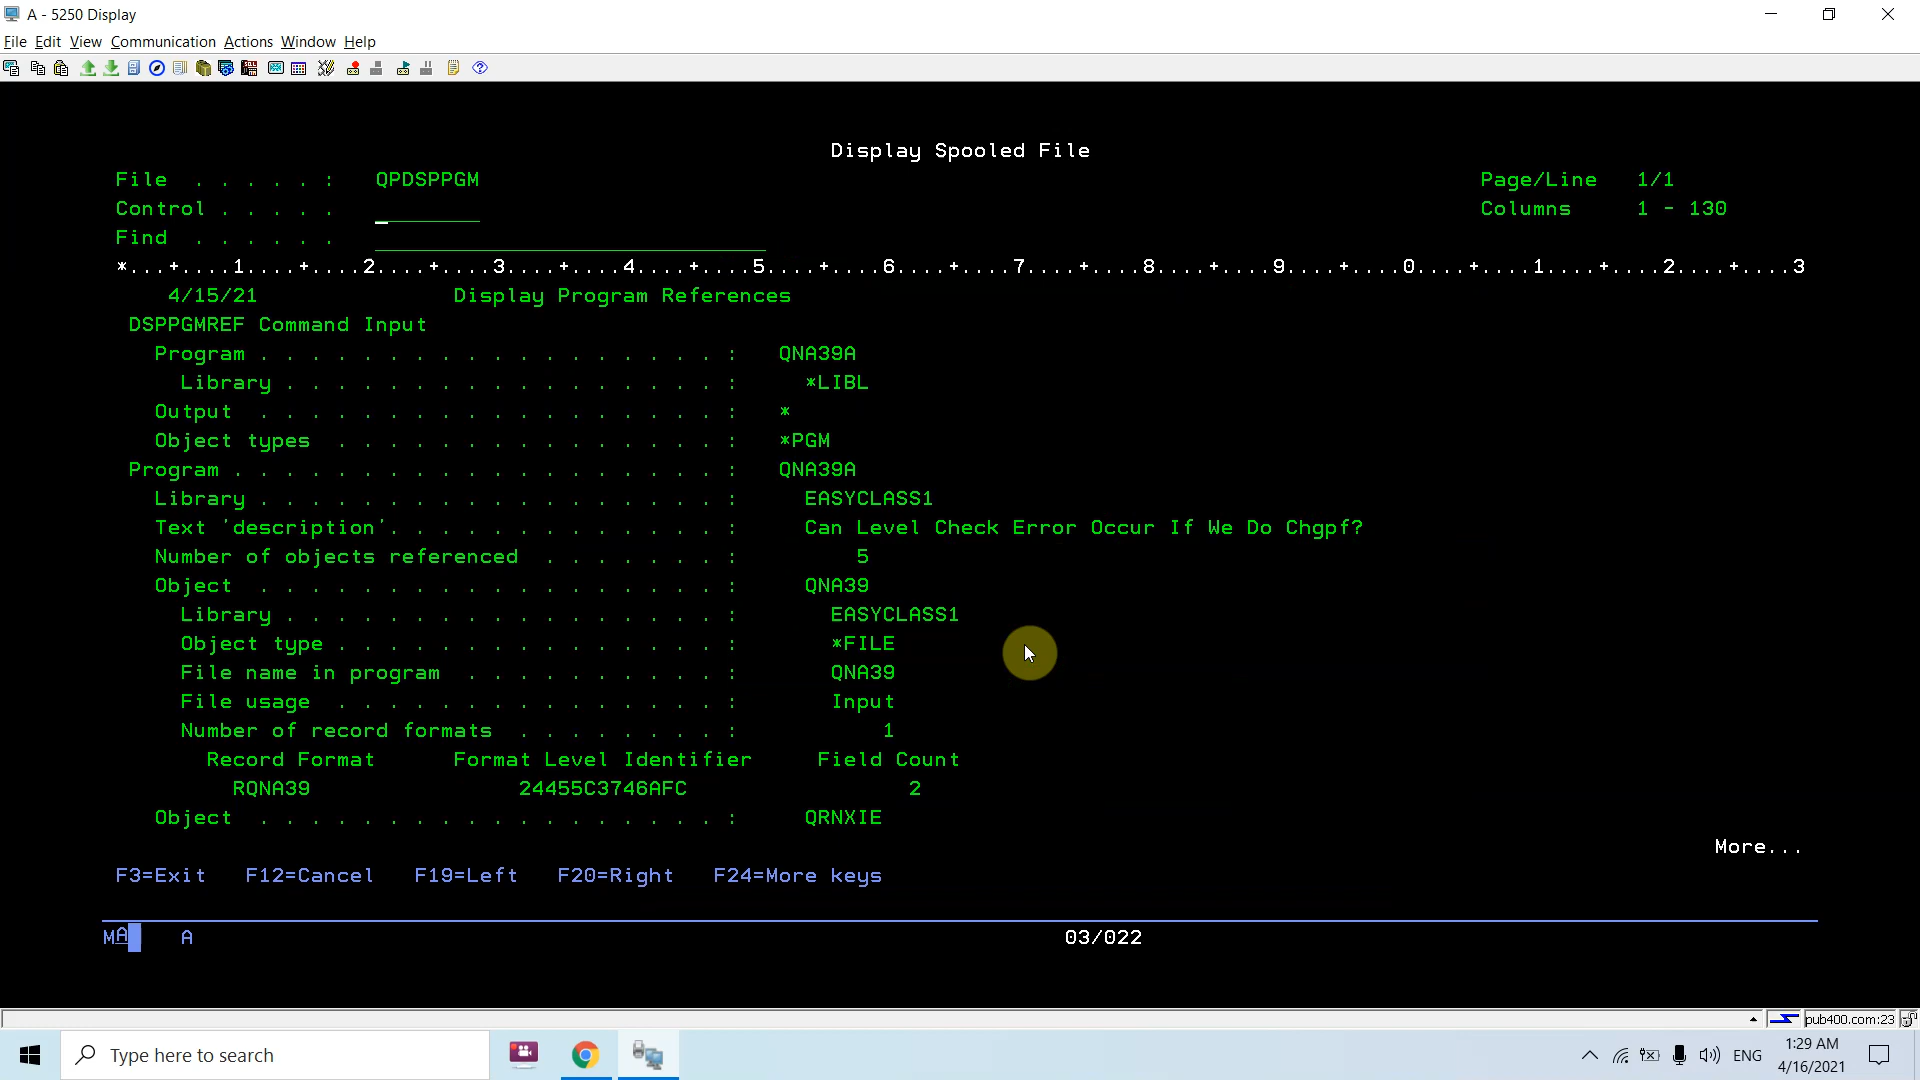 A - 5250 Display
File Edit View Communication Actions Window Help
Display Spooled File
File . . . . . : QPDSPPGM Page/Line 1/1
Control . . . . . Columns 1 - 130
Find . . . . . .
*...+....1....+....2....+....3....+....4....+....5....+....6....+....7....+....8....+....9....+....0....+....1....+....2....+....3
4/15/21 Display Program References
DSPPGMREF Command Input
Program . . . . . . . . . . . . . . . . . . . : QNA39A
Library . . . . . . . . . . . . . . . . . . : *LIBL
Output . . . . . . . . . . . . . . . . . . . : *
Object types . . . . . . . . . . . . . . . . : *PGM
Program . . . . . . . . . . . . . . . . . . . . : QNA39A
Library . . . . . . . . . . . . . . . . . . . : EASYCLASS1
Text 'description'. . . . . . . . . . . . . . : Can Level Check Error Occur If We Do Chgpf?
Number of objects referenced . . . . . . . . : 5
Object . . . . . . . . . . . . . . . . . . . : QNA39
Library . . . . . . . . . . . . . . . . . . : EASYCLASS1
Object type . . . . . . . . . . . . . . . . : *FILE
File name in program . . . . . . . . . . . : QNA39
File usage . . . . . . . . . . . . . . . . : Input
Number of record formats . . . . . . . . . : 1
Record Format Format Level Identifier Field Count
RQNA39 24455C3746AFC 2
Object . . . . . . . . . . . . . . . . . . . : QRNXIE
More...
F3=Exit F12=Cancel F19=Left F20=Right F24=More keys
MA A 03/022
pub400.com:23
Type here to search
ENG
1:29 AM
4/16/2021